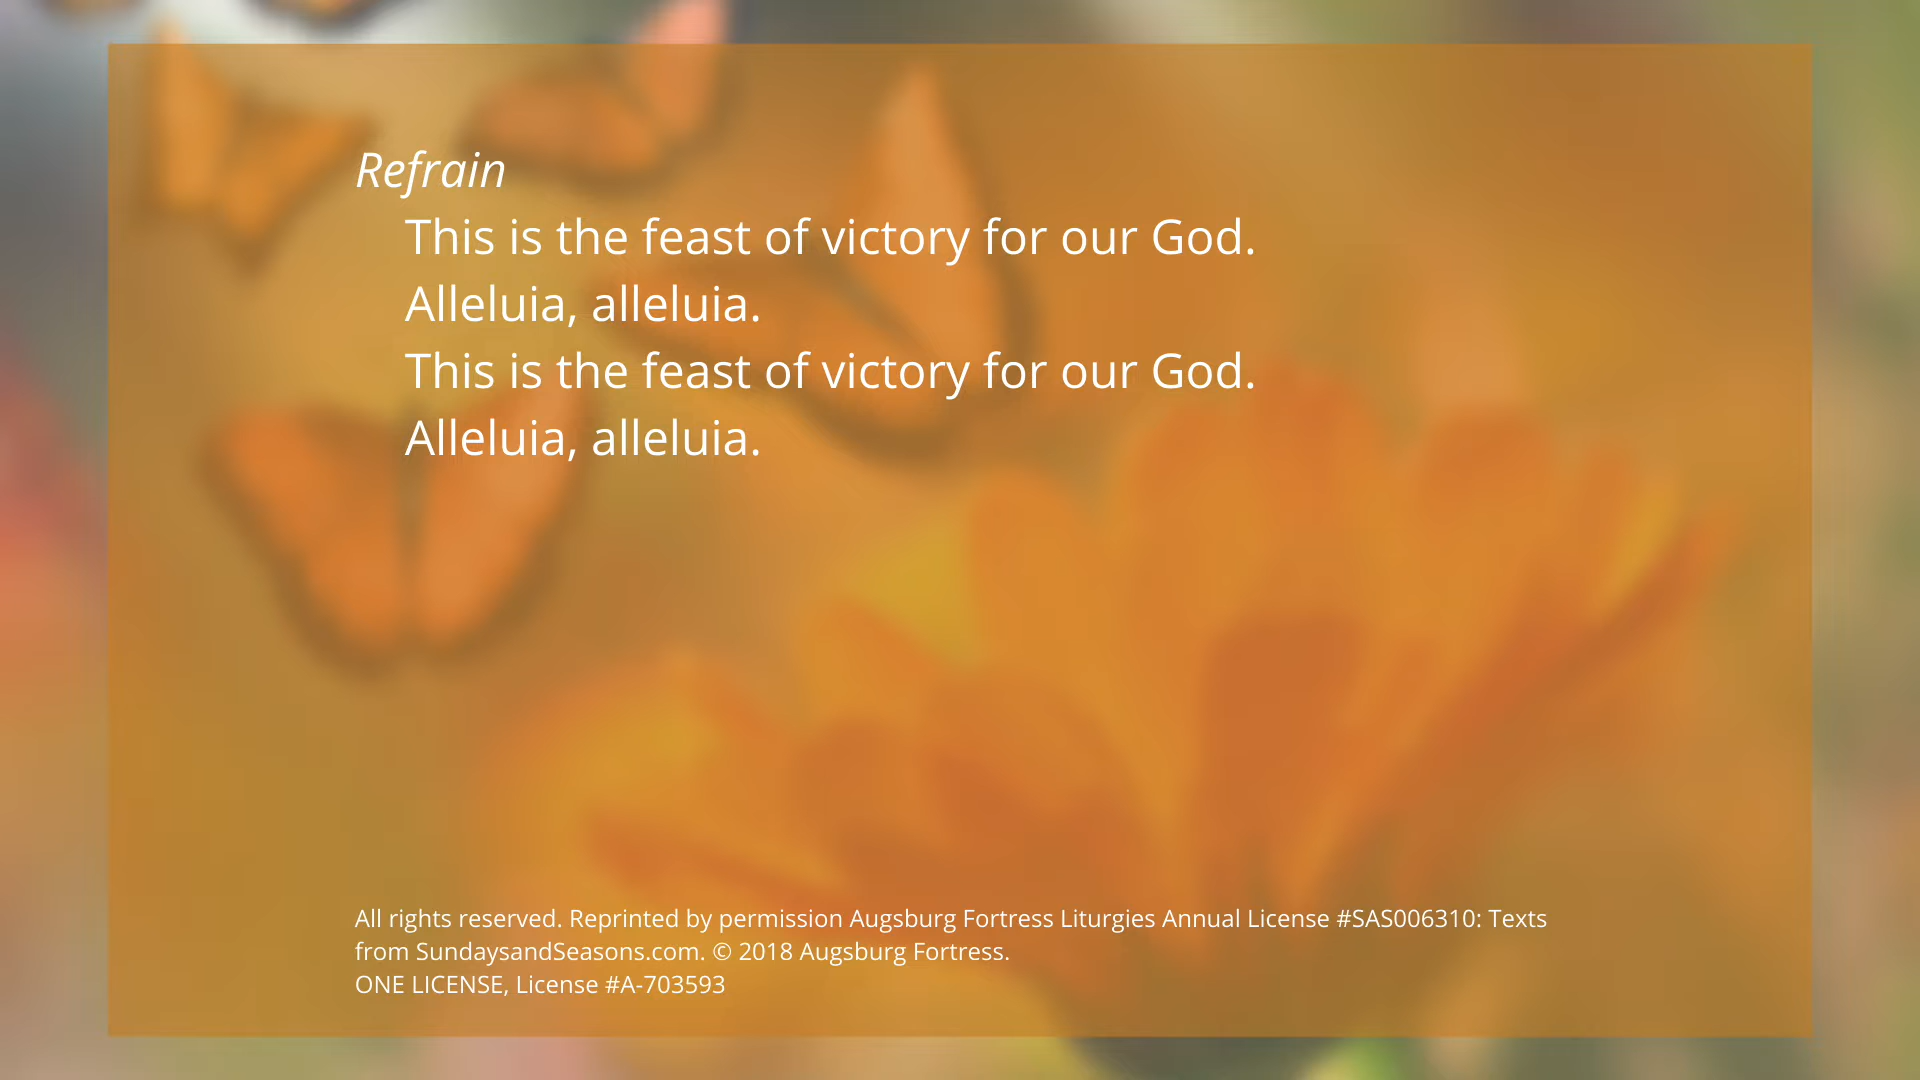 Refrain
This is the feast of victory for our God.
Alleluia, alleluia.
This is the feast of victory for our God.
Alleluia, alleluia.
All rights reserved. Reprinted by permission Augsburg Fortress Liturgies Annual License #SAS006310: Texts
from SundaysandSeasons.com. © 2018 Augsburg Fortress.
ONE LICENSE, License #A-703593